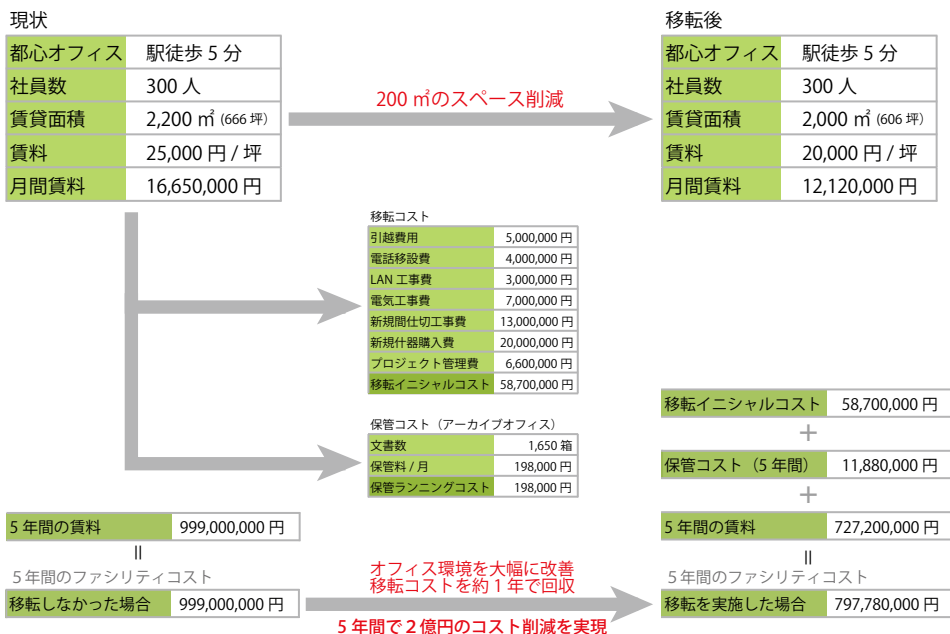 現状
都心オフィス 駅徒歩 5 分
社員数 300 人
賃貸面積 2,200 ㎡ (666 坪)
賃料 25,000 円 / 坪
月間賃料 16,650,000 円
200 ㎡のスペース削減
移転後
都心オフィス 駅徒歩 5 分
社員数 300 人
賃貸面積 2,000 ㎡ (606 坪)
賃料 20,000 円 / 坪
月間賃料 12,120,000 円
移転コスト
引越費用 5,000,000 円
電話移設費 4,000,000 円
LAN 工事費 3,000,000 円
電気工事費 7,000,000 円
新規間仕切工事費 13,000,000 円
新規什器購入費 20,000,000 円
プロジェクト管理費 6,600,000 円
移転イニシャルコスト 58,700,000 円
保管コスト（アーカイブオフィス）
文書数 1,650 箱
保管料 / 月 198,000 円
保管ランニングコスト 198,000 円
5 年間の賃料 999,000,000 円
=
5 年間のファシリティコスト
移転しなかった場合 999,000,000 円
オフィス環境を大幅に改善
移転コストを約 1 年で回収
5 年間で 2 億円のコスト削減を実現
移転イニシャルコスト 58,700,000 円
+
保管コスト（5 年間） 11,880,000 円
+
5 年間の賃料 727,200,000 円
=
5 年間のファシリティコスト
移転を実施した場合 797,780,000 円